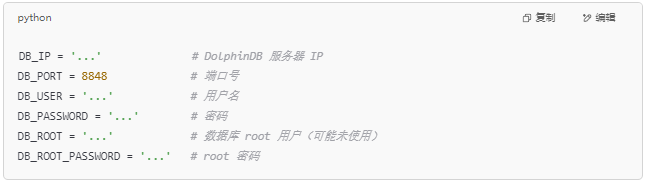 python 复制 编辑
DB_IP = '...' # DolphinDB 服务器 IP
DB_PORT = 8848 # 端口号
DB_USER = '...' # 用户名
DB_PASSWORD = '...' # 密码
DB_ROOT = '...' # 数据库 root 用户（可能未使用）
DB_ROOT_PASSWORD = '...' # root 密码